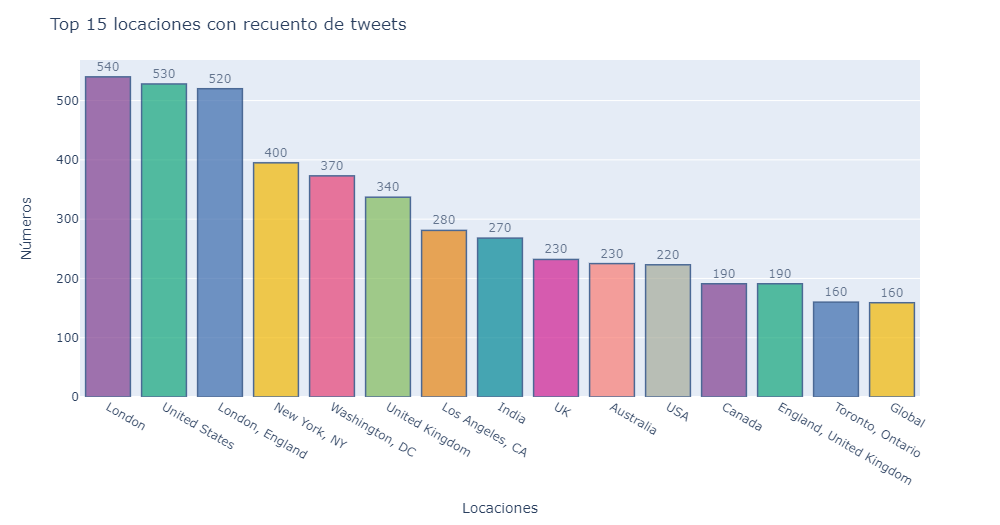 Top 15 locaciones con recuento de tweets
540
530
520
400
370
340
280
270
230
230
220
190
190
160
160
500
400
300
200
100
0
Números
London
United States
London, England
New York, NY
Washington, DC
United Kingdom
Los Angeles, CA
India
UK
Australia
USA
Canada
England, United Kingdom
Toronto, Ontario
Global
Locaciones